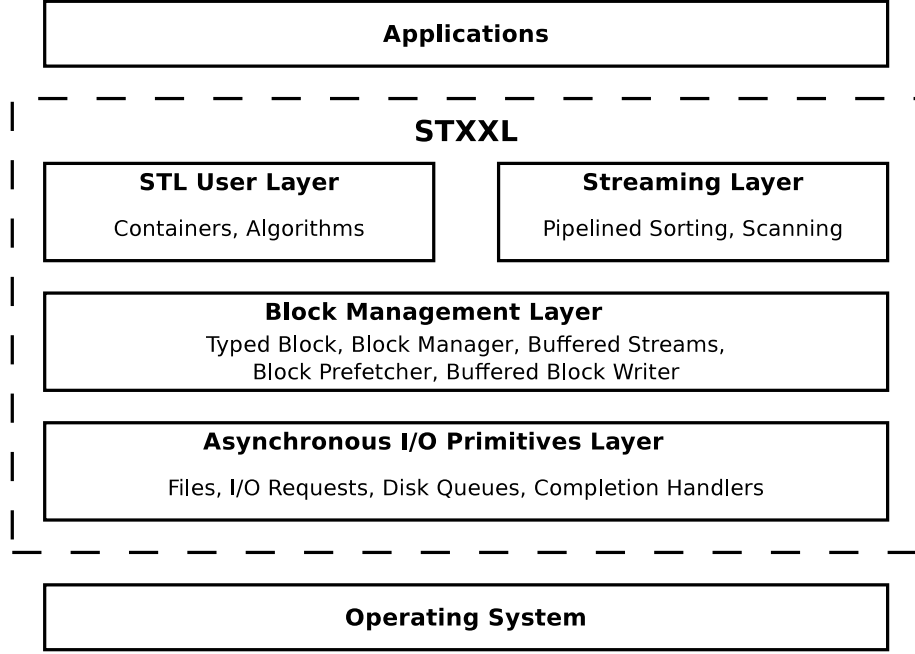 Applications
STXXL
STL User Layer
Containers, Algorithms
Streaming Layer
Pipelined Sorting, Scanning
Block Management Layer
Typed Block, Block Manager, Buffered Streams,
Block Prefetcher, Buffered Block Writer
Asynchronous I/O Primitives Layer
Files, I/O Requests, Disk Queues, Completion Handlers
Operating System